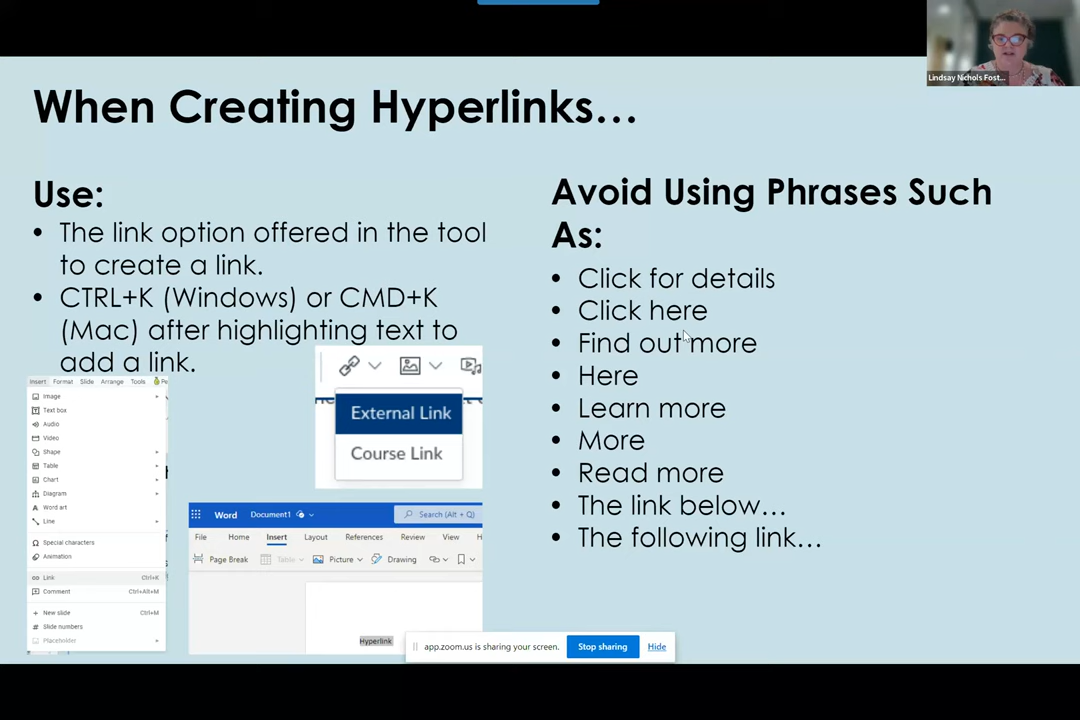 Lindsay Nichols Fost...
When Creating Hyperlinks...
Use:
• The link option offered in the tool
to create a link.
• CTRL+K (Windows) or CMD+K
(Mac) after highlighting text to
add a link.
Avoid Using Phrases Such
As:
• Click for details
• Click here
• Find out more
• Here
• Learn more
• More
• Read more
• The link below...
• The following link...
External Link
Course Link
Insert Format Slide Arrange Tools
Image
Text box
Audio
Video
Shape
Table
Chart
Diagram
Word art
Line
Special characters
Animation
Link Ctrl+K
Comment Ctrl+Alt+M
New slide Ctrl+M
Slide numbers
Placeholder
Word Document1 Search (Alt + Q)
File Home Insert Layout References Review View
Page Break Table Picture Drawing
Hyperlink
app.zoom.us is sharing your screen. Stop sharing Hide